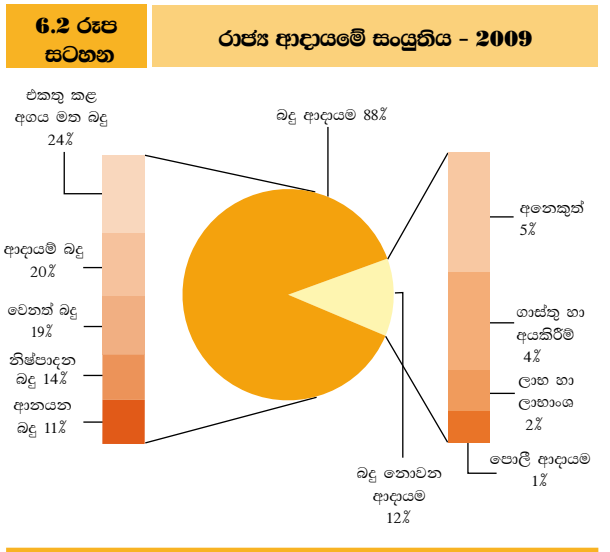 6.2 රූප
සටහන
රාජ්‍ය ආදායමේ සංයුතිය - 2009
එකතු කළ
අගය මත බදු
24%
බදු ආදායම 88%
ආදායම් බදු
20%
වෙනත් බදු
19%
නිෂ්පාදන
බදු 14%
ආනයන
බදු 11%
අනෙකුත්
5%
ගාස්තු හා
අයකිරීම්
4%
ලාභ හා
ලාභාංශ
2%
පොලී ආදායම
1%
බදු නොවන
ආදායම
12%